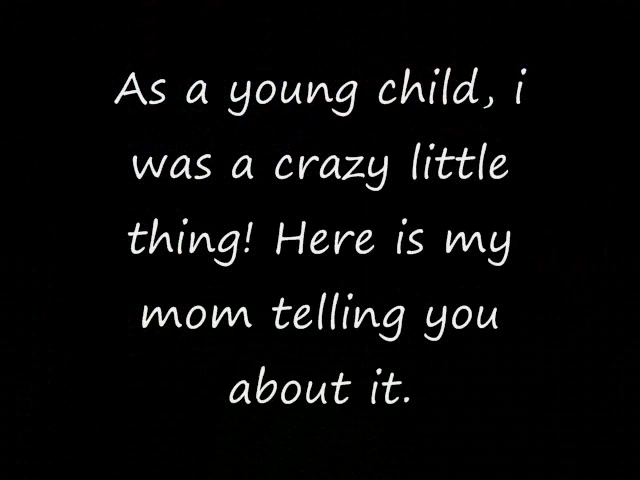 As a young child, i
was a crazy little
thing! Here is my
mom telling you
about it.